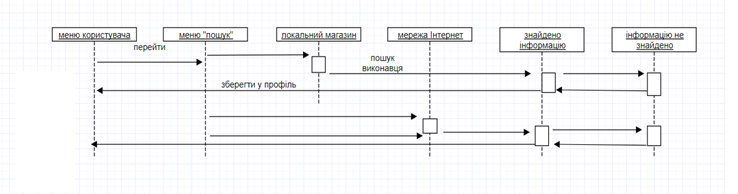 меню користувача
меню "пошук"
локальний магазин
мережа Інтернет
знайдено
інформацію
інформацію не
знайдено
перейти
пошук
виконавця
зберегти у профіль